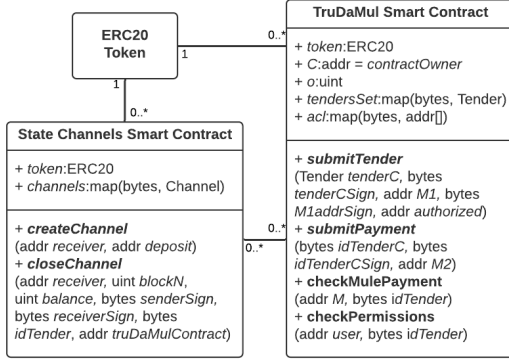 ERC20
Token
1
1
0..*
0..*
State Channels Smart Contract
+ token:ERC20
+ channels:map(bytes, Channel)
+ createChannel
(addr receiver, addr deposit)
+ closeChannel
(addr receiver, uint blockN,
uint balance, bytes senderSign,
bytes receiverSign, bytes
idTender, addr truDaMulContract)
0..*
0..*
TruDaMul Smart Contract
+ token:ERC20
+ C:addr = contractOwner
+ o:uint
+ tendersSet:map(bytes, Tender)
+ acl:map(bytes, addr[])
+ submitTender
(Tender tenderC, bytes
tenderCSign, addr M1, bytes
M1addrSign, addr authorized)
+ submitPayment
(bytes idTenderC, bytes
idTenderCSign, addr M2)
+ checkMulePayment
(addr M, bytes idTender)
+ checkPermissions
(addr user, bytes idTender)